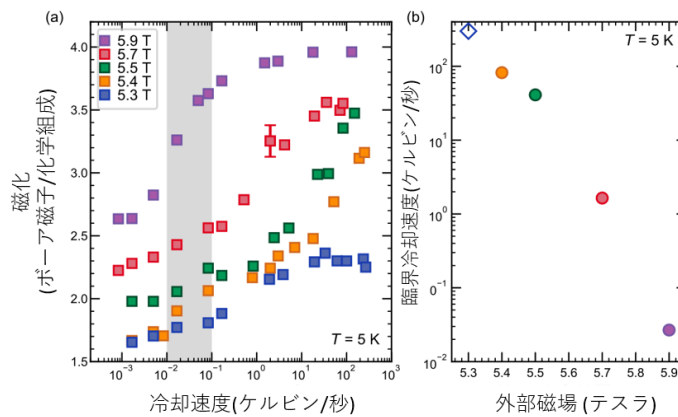 (a)
5.9 T
5.7 T
5.5 T
5.4 T
5.3 T
4.0
3.5
3.0
2.5
2.0
1.5
磁化
(ボーア磁子/化学組成)
T = 5 K
10⁻³
10⁻²
10⁻¹
10⁰
10¹
10²
10³
冷却速度(ケルビン/秒)
(b)
T = 5 K
10²
10¹
10⁰
10⁻¹
10⁻²
臨界冷却速度(ケルビン/秒)
5.3
5.4
5.5
5.6
5.7
5.8
5.9
外部磁場 (テスラ)